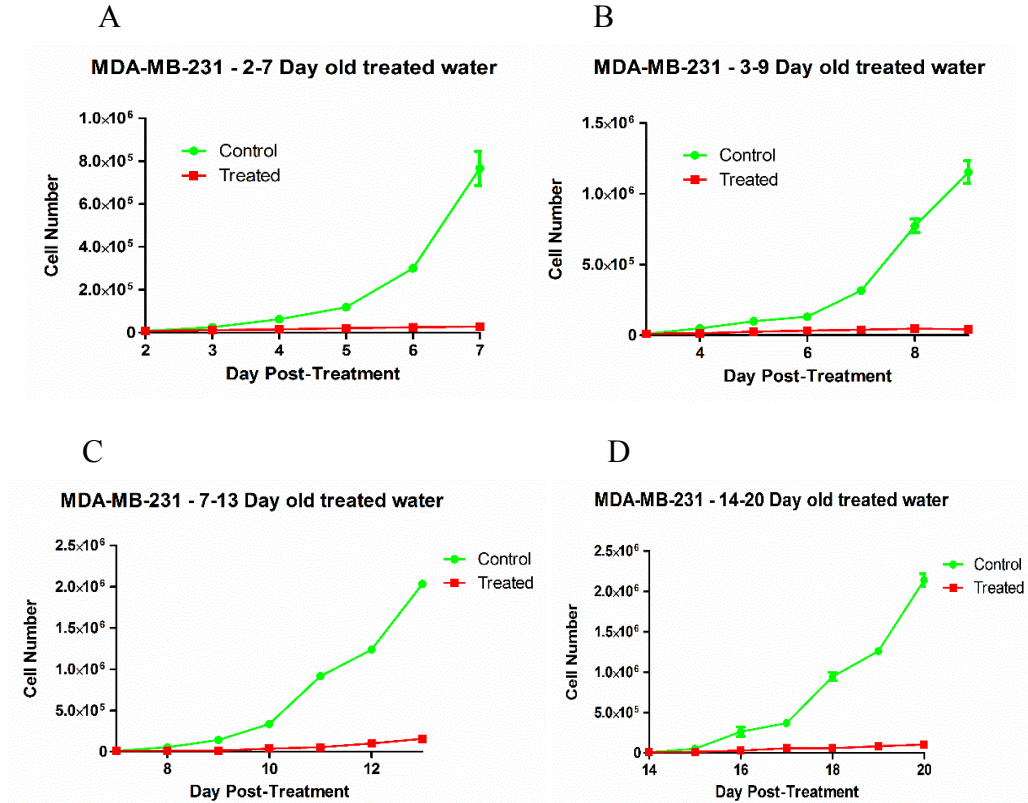 A
MDA-MB-231 - 2-7 Day old treated water
1.0×10⁶
8.0×10⁵
6.0×10⁵
4.0×10⁵
2.0×10⁵
0
Cell Number
Control
Treated
2 3 4 5 6 7
Day Post-Treatment
B
MDA-MB-231 - 3-9 Day old treated water
1.5×10⁶
1.0×10⁶
5.0×10⁵
0
Cell Number
Control
Treated
4 6 8
Day Post-Treatment
C
MDA-MB-231 - 7-13 Day old treated water
2.5×10⁶
2.0×10⁶
1.5×10⁶
1.0×10⁶
5.0×10⁵
0
Cell Number
Control
Treated
8 10 12
Day Post-Treatment
D
MDA-MB-231 - 14-20 Day old treated water
2.5×10⁶
2.0×10⁶
1.5×10⁶
1.0×10⁶
5.0×10⁵
0
Cell Number
Control
Treated
14 16 18 20
Day Post-Treatment